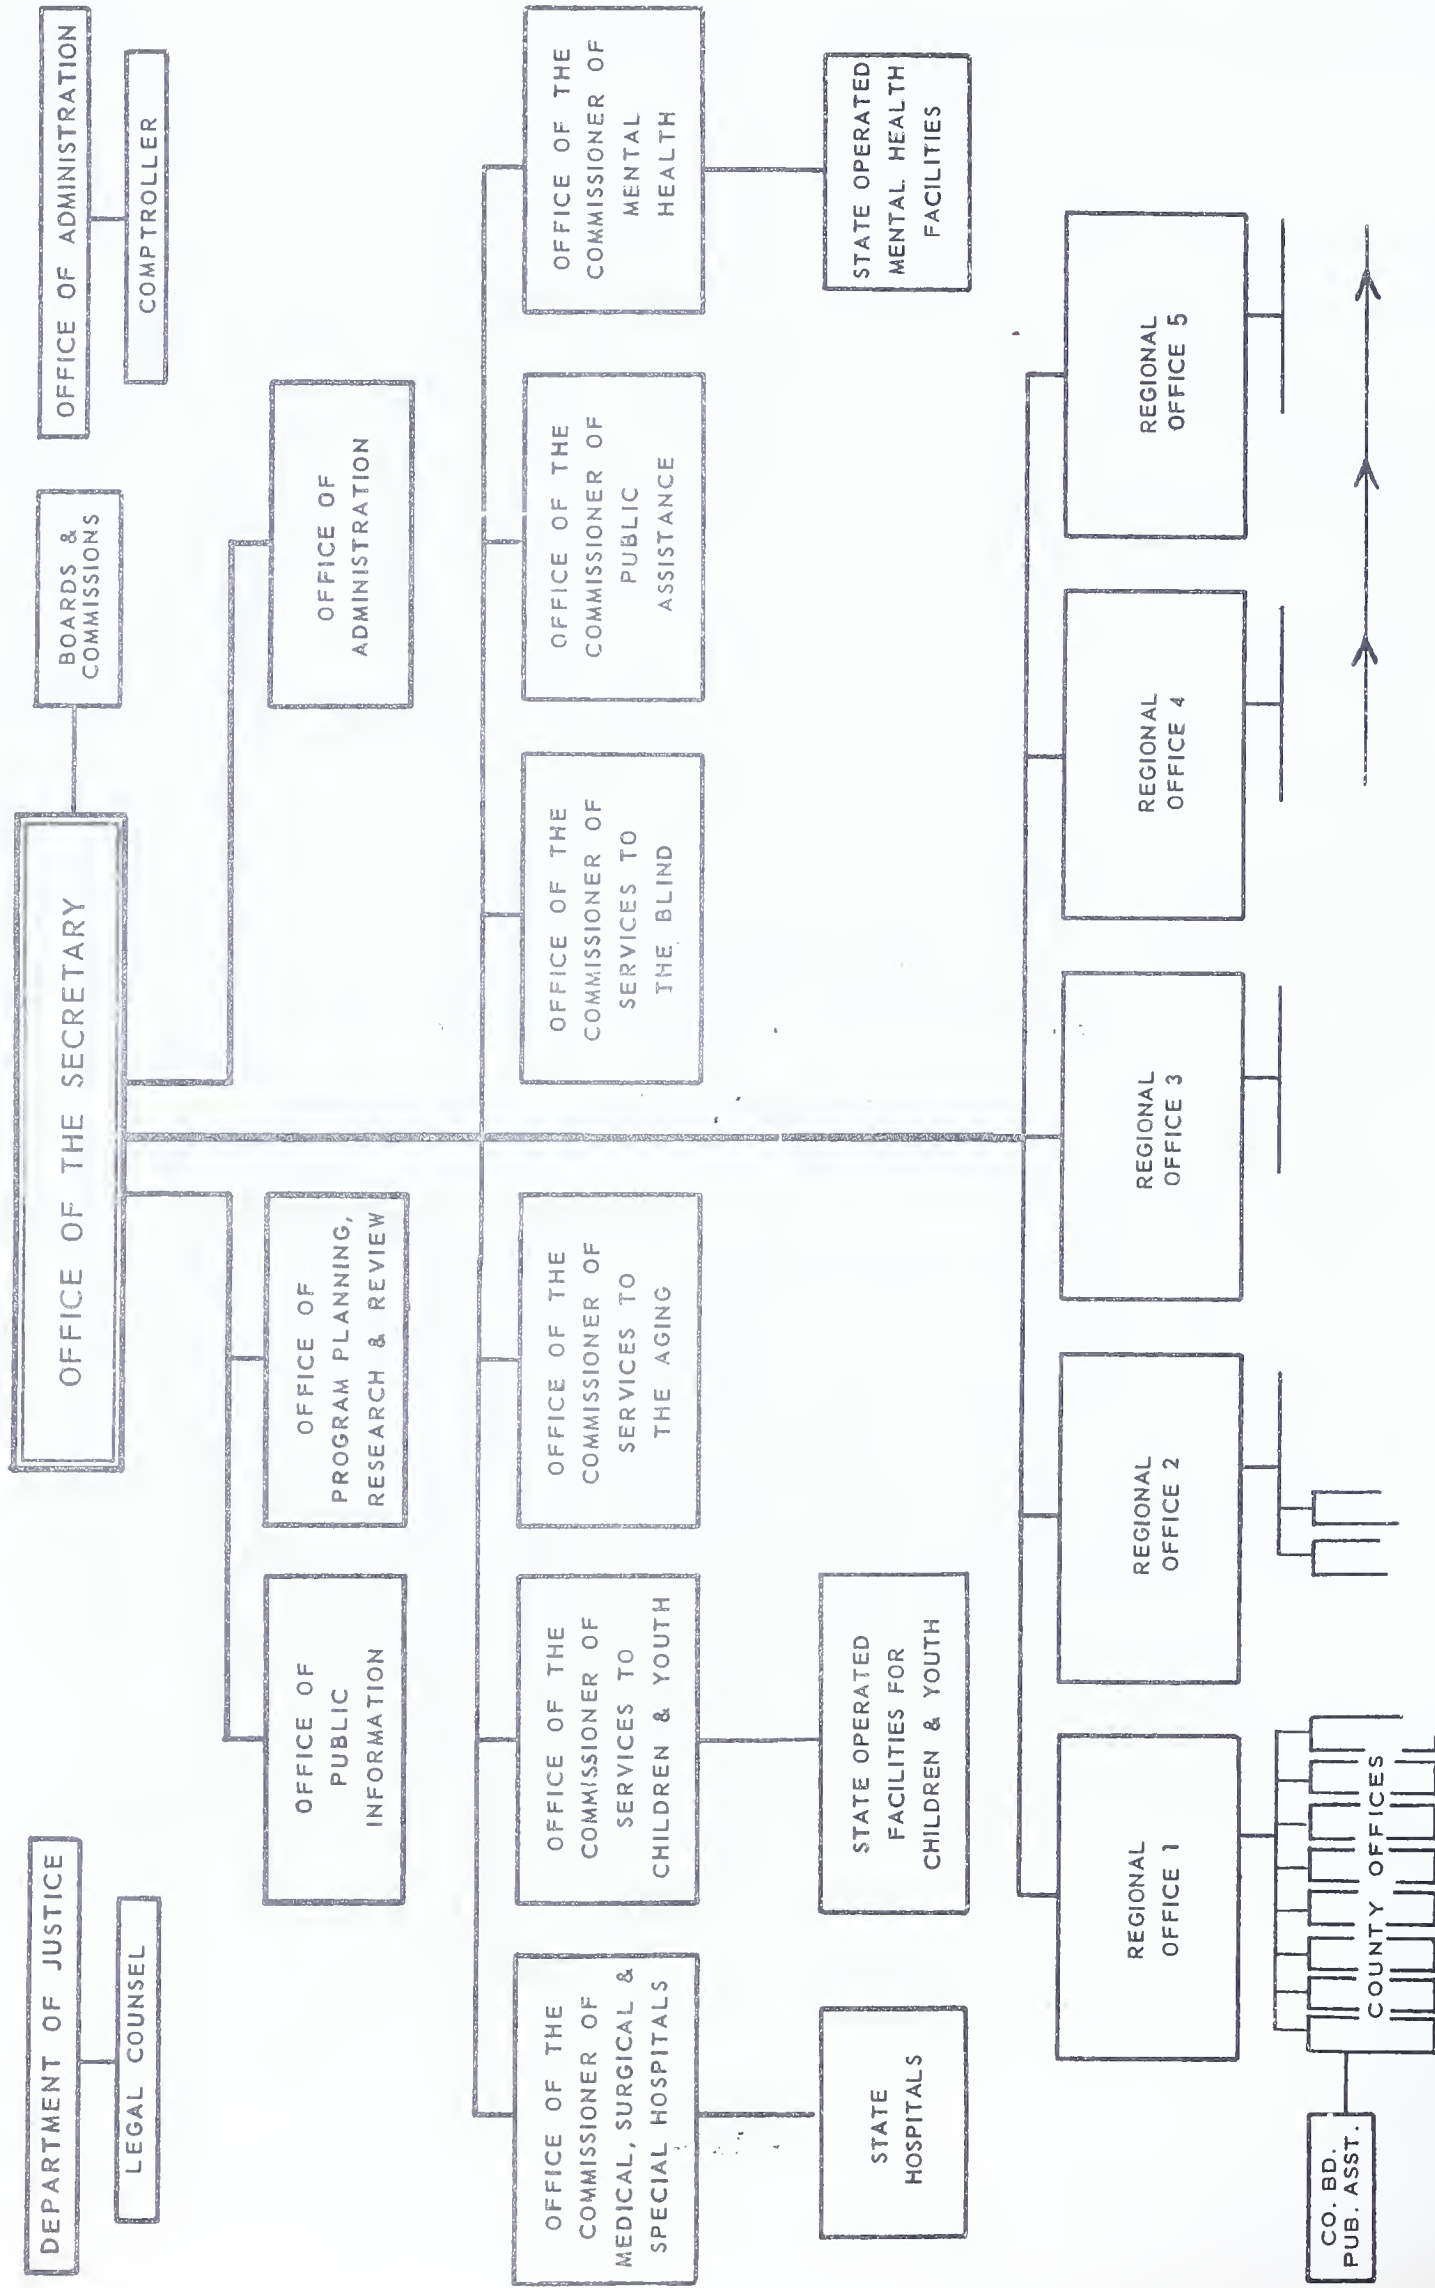 DEPARTMENT OF JUSTICE
LEGAL COUNSEL
OFFICE OF THE SECRETARY
BOARDS &
COMMISSIONS
OFFICE OF ADMINISTRATION
COMPTROLLER
OFFICE OF
PUBLIC
INFORMATION
OFFICE OF
PROGRAM PLANNING,
RESEARCH & REVIEW
OFFICE OF
ADMINISTRATION
OFFICE OF THE
COMMISSIONER OF
MEDICAL, SURGICAL &
SPECIAL HOSPITALS
OFFICE OF THE
COMMISSIONER OF
SERVICES TO
CHILDREN & YOUTH
OFFICE OF THE
COMMISSIONER OF
SERVICES TO
THE AGING
OFFICE OF THE
COMMISSIONER OF
SERVICES TO
THE BLIND
OFFICE OF THE
COMMISSIONER OF
PUBLIC
ASSISTANCE
OFFICE OF THE
COMMISSIONER OF
MENTAL
HEALTH
STATE
HOSPITALS
STATE OPERATED
FACILITIES FOR
CHILDREN & YOUTH
STATE OPERATED
MENTAL HEALTH
FACILITIES
REGIONAL
OFFICE 1
REGIONAL
OFFICE 2
REGIONAL
OFFICE 3
REGIONAL
OFFICE 4
REGIONAL
OFFICE 5
CO. BD.
PUB. ASST.
COUNTY OFFICES